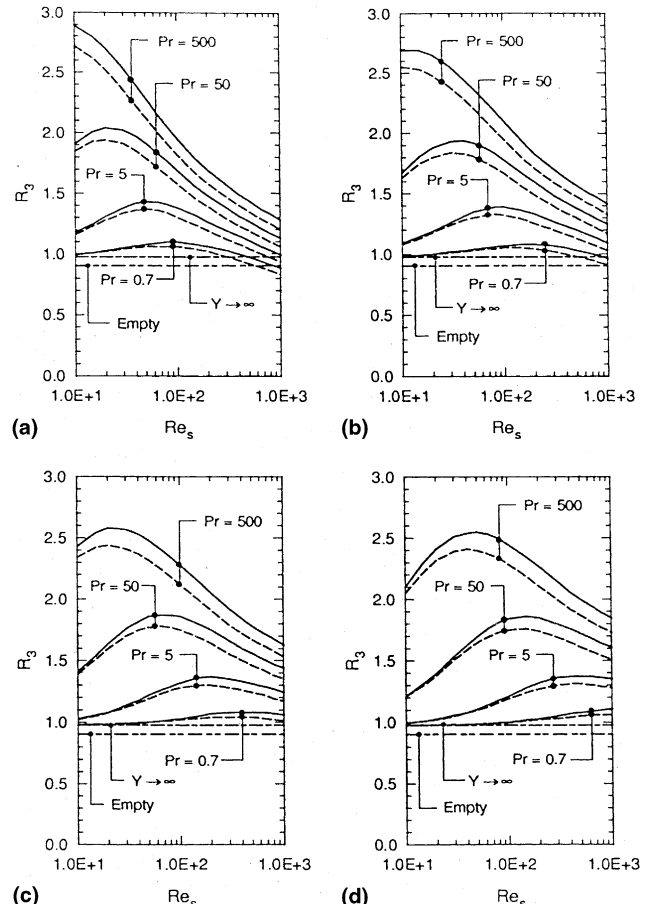 3.0
2.5
2.0
1.5
1.0
0.5
0.0
R3
Pr = 500
Pr = 50
Pr = 5
Pr = 0.7
Y → ∞
Empty
1.0E+1
1.0E+2
1.0E+3
(a)
Res
3.0
2.5
2.0
1.5
1.0
0.5
0.0
R3
Pr = 500
Pr = 50
Pr = 5
Pr = 0.7
Y → ∞
Empty
1.0E+1
1.0E+2
1.0E+3
(b)
Res
3.0
2.5
2.0
1.5
1.0
0.5
0.0
R3
Pr = 500
Pr = 50
Pr = 5
Pr = 0.7
Y → ∞
Empty
1.0E+1
1.0E+2
1.0E+3
(c)
Res
3.0
2.5
2.0
1.5
1.0
0.5
0.0
R3
Pr = 500
Pr = 50
Pr = 5
Pr = 0.7
Y → ∞
Empty
1.0E+1
1.0E+2
1.0E+3
(d)
Res